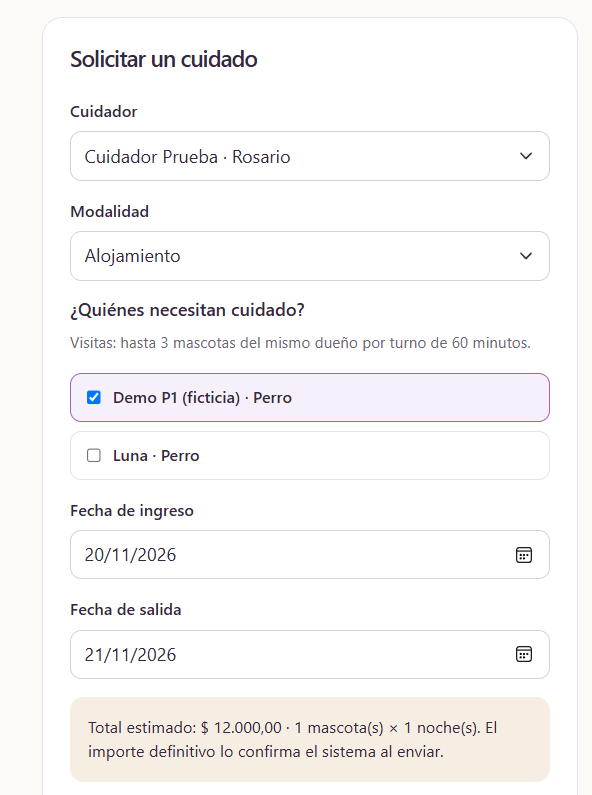 Solicitar un cuidado
Cuidador
Cuidador Prueba · Rosario
Modalidad
Alojamiento
¿Quiénes necesitan cuidado?
Visitas: hasta 3 mascotas del mismo dueño por turno de 60 minutos.
Demo P1 (ficticia) · Perro
Luna · Perro
Fecha de ingreso
20/11/2026
Fecha de salida
21/11/2026
Total estimado: $ 12.000,00 · 1 mascota(s) × 1 noche(s). El
importe definitivo lo confirma el sistema al enviar.